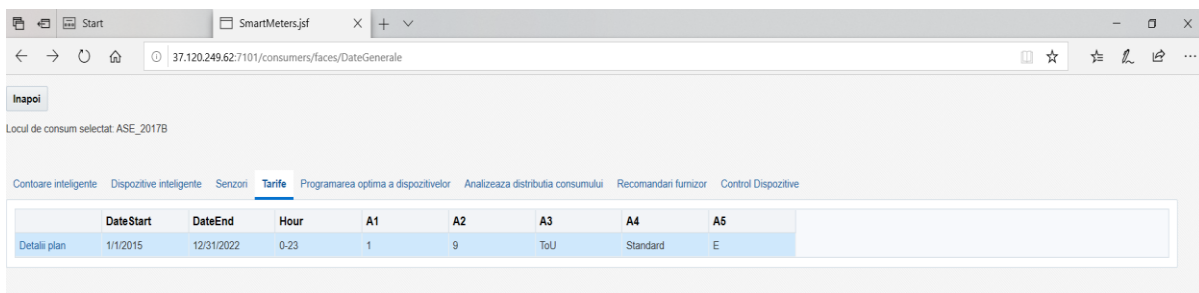 Start SmartMeters.jsf
37.120.249.62:7101/consumers/faces/DateGenerale
Inapoi
Locul de consum selectat: ASE_2017B
Contoare inteligente Dispozitive inteligente Senzori Tarife Programarea optima a dispozitivelor Analizeaza distributia consumului Recomandari furnizor Control Dispozitive
DateStart DateEnd Hour A1 A2 A3 A4 A5
Detalii plan 1/1/2015 12/31/2022 0-23 1 9 ToU Standard E